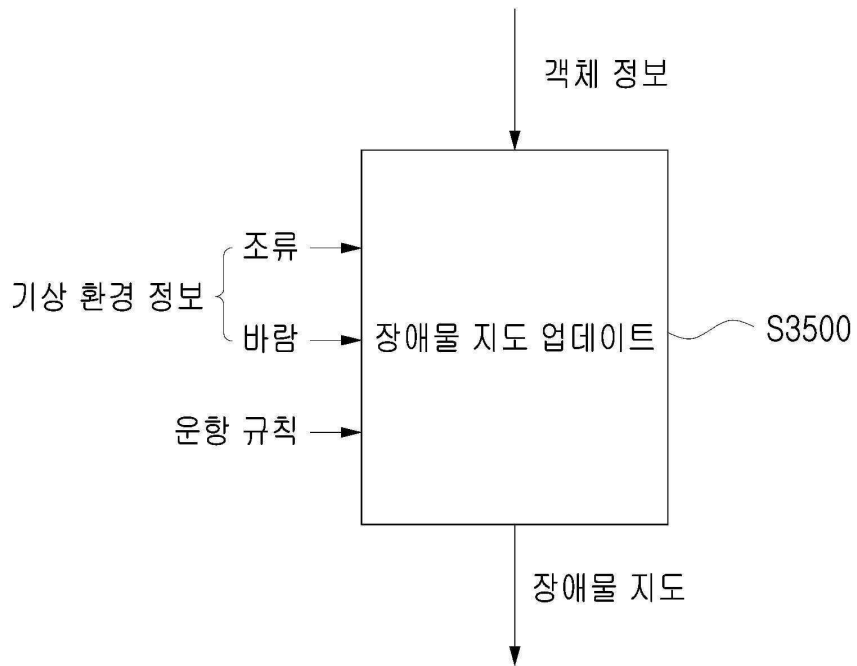 객체 정보
조류
기상 환경 정보
바람
장애물 지도 업데이트
S3500
운항 규칙
장애물 지도